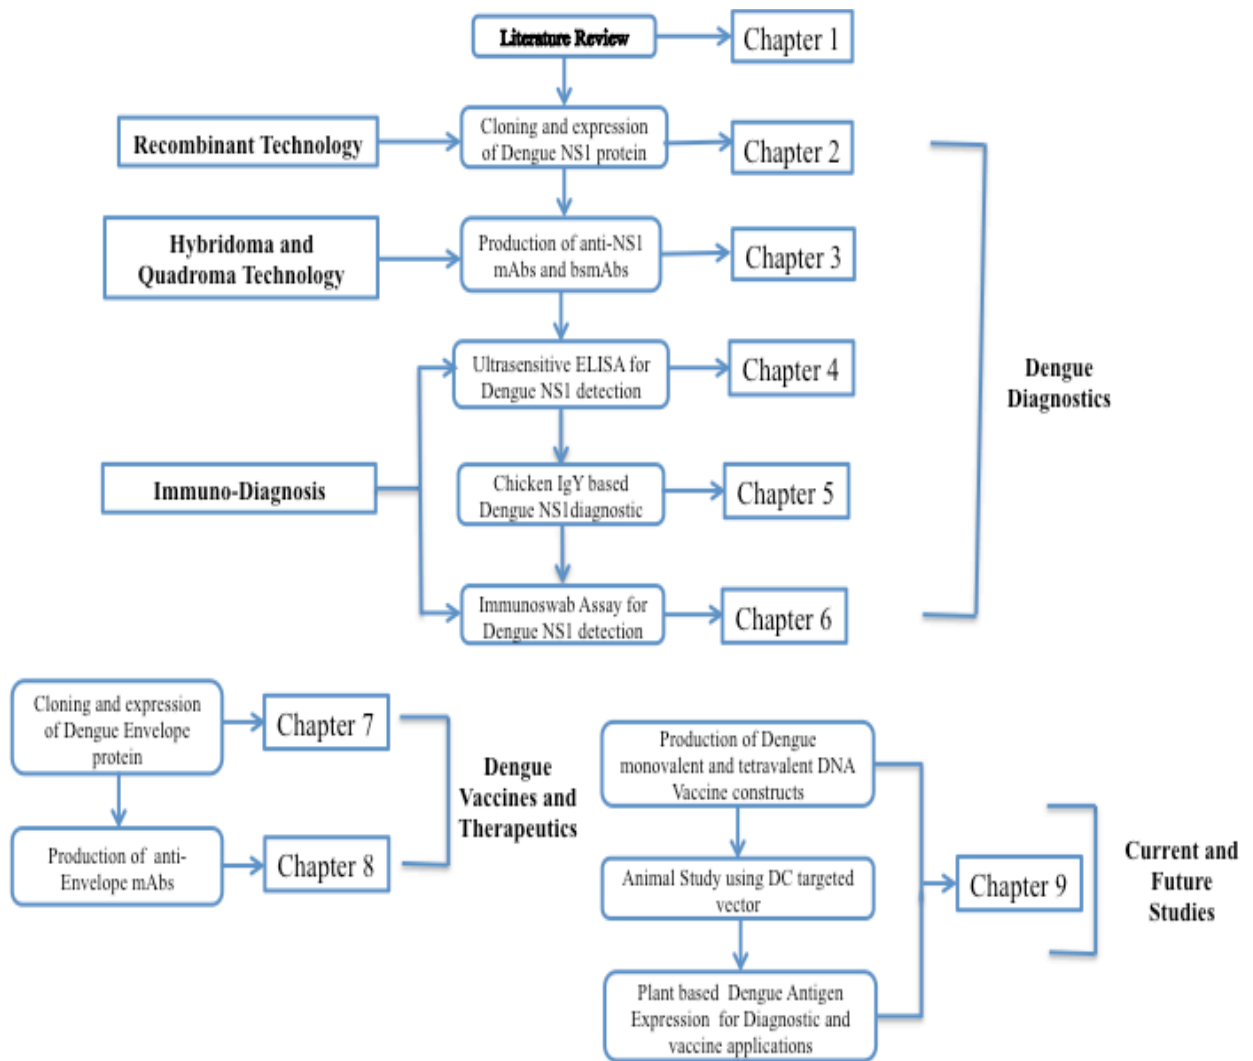 Literature Review
Chapter 1
Recombinant Technology
Cloning and expression
of Dengue NS1 protein
Chapter 2
Hybridoma and
Quadroma Technology
Production of anti-NS1
mAbs and bsmAbs
Chapter 3
Ultrasensitive ELISA for
Dengue NS1 detection
Chapter 4
Dengue
Diagnostics
Immuno-Diagnosis
Chicken IgY based
Dengue NS1diagnostic
Chapter 5
Immunoswab Assay for
Dengue NS1 detection
Chapter 6
Cloning and expression
of Dengue Envelope
protein
Chapter 7
Dengue
Vaccines and
Therapeutics
Production of anti-
Envelope mAbs
Chapter 8
Production of Dengue
monovalent and tetravalent DNA
Vaccine constructs
Animal Study using DC targeted
vector
Plant based Dengue Antigen
Expression for Diagnostic and
vaccine applications
Chapter 9
Current and
Future
Studies